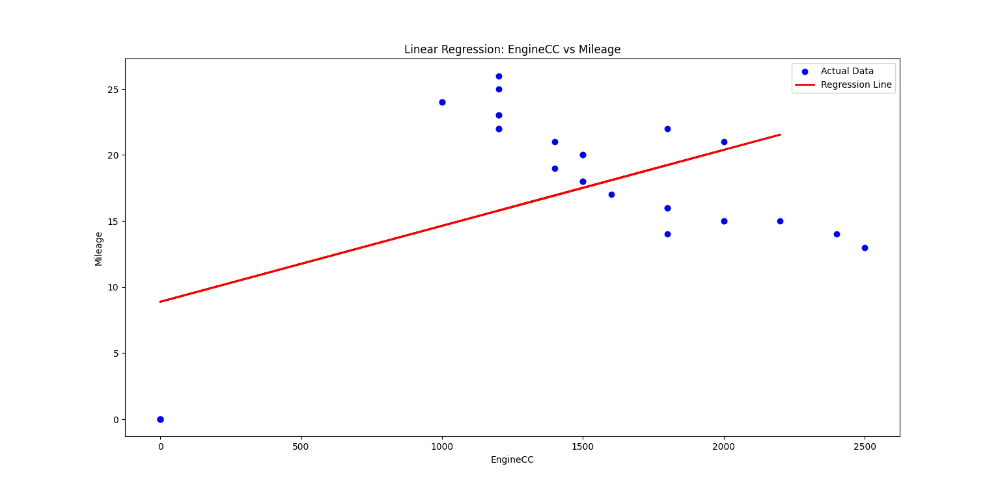 Linear Regression: EngineCC vs Mileage
Actual Data
Regression Line
25
20
15
10
5
0
Mileage
0 500 1000 1500 2000 2500
EngineCC